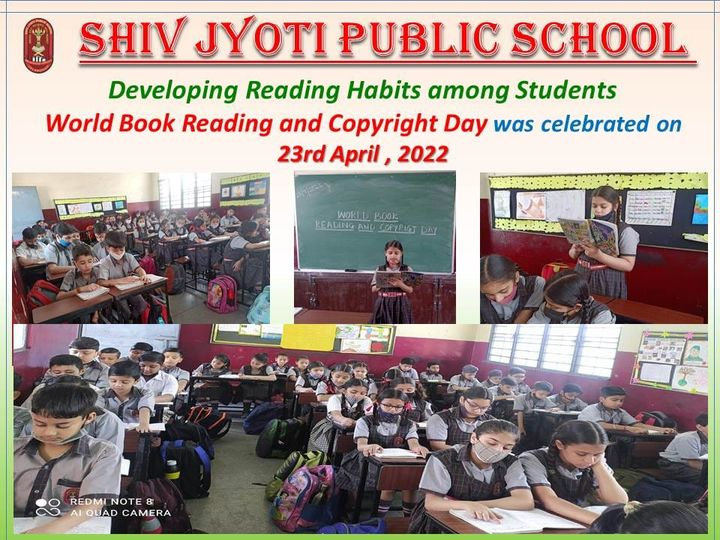 SHIV JYOTI PUBLIC SCHOOL
Developing Reading Habits among Students
World Book Reading and Copyright Day was celebrated on
23rd April , 2022
WORLD BOOK
READING AND COPYRIGT DAY
REDMI NOTE 8
AI QUAD CAMERA